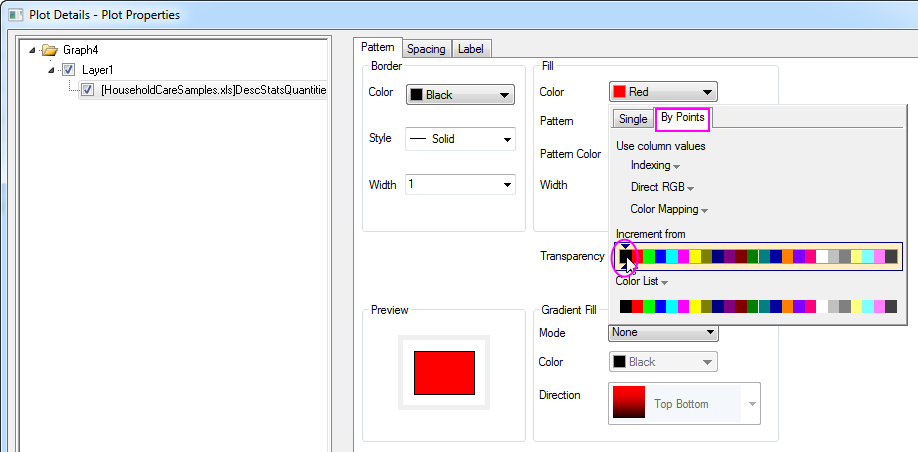 Plot Details - Plot Properties
Graph4
Layer1
[HouseholdCareSamples.xls]DescStatsQuantitie
Pattern Spacing Label
Border
Color Black
Style Solid
Width 1
Fill
Color Red
Pattern
Pattern Color
Width
Transparency
Single By Points
Use column values
Indexing
Direct RGB
Color Mapping
Increment from
Color List
Preview
Gradient Fill
Mode None
Color Black
Direction Top Bottom